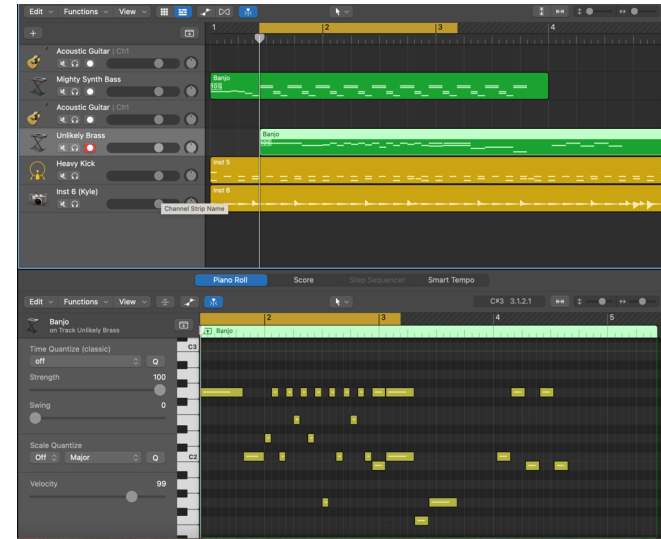 Edit Functions View
1 2 3 4
Acoustic Guitar | Ch1
Mighty Synth Bass
Banjo
Acoustic Guitar | Ch1
Unlikely Brass
Banjo
Heavy Kick
Inst 5
Inst 6 (Kyle)
Inst 6
Channel Strip Name
Piano Roll Score Step Sequencer Smart Tempo
Edit Functions View
C#3 3.1.2.1
2 3 4 5
Banjo
on Track Unlikely Brass
Banjo
Time Quantize (classic)
off Q
C3
Strength 100
Swing 0
Scale Quantize
Off Major Q
C2
Velocity 99